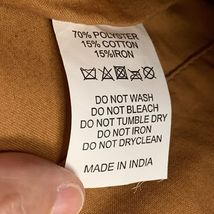 70% POLYSTER
15% COTTON
15%IRON
DO NOT WASH
DO NOT BLEACH
DO NOT TUMBLE DRY
DO NOT IRON
DO NOT DRYCLEAN
MADE IN INDIA